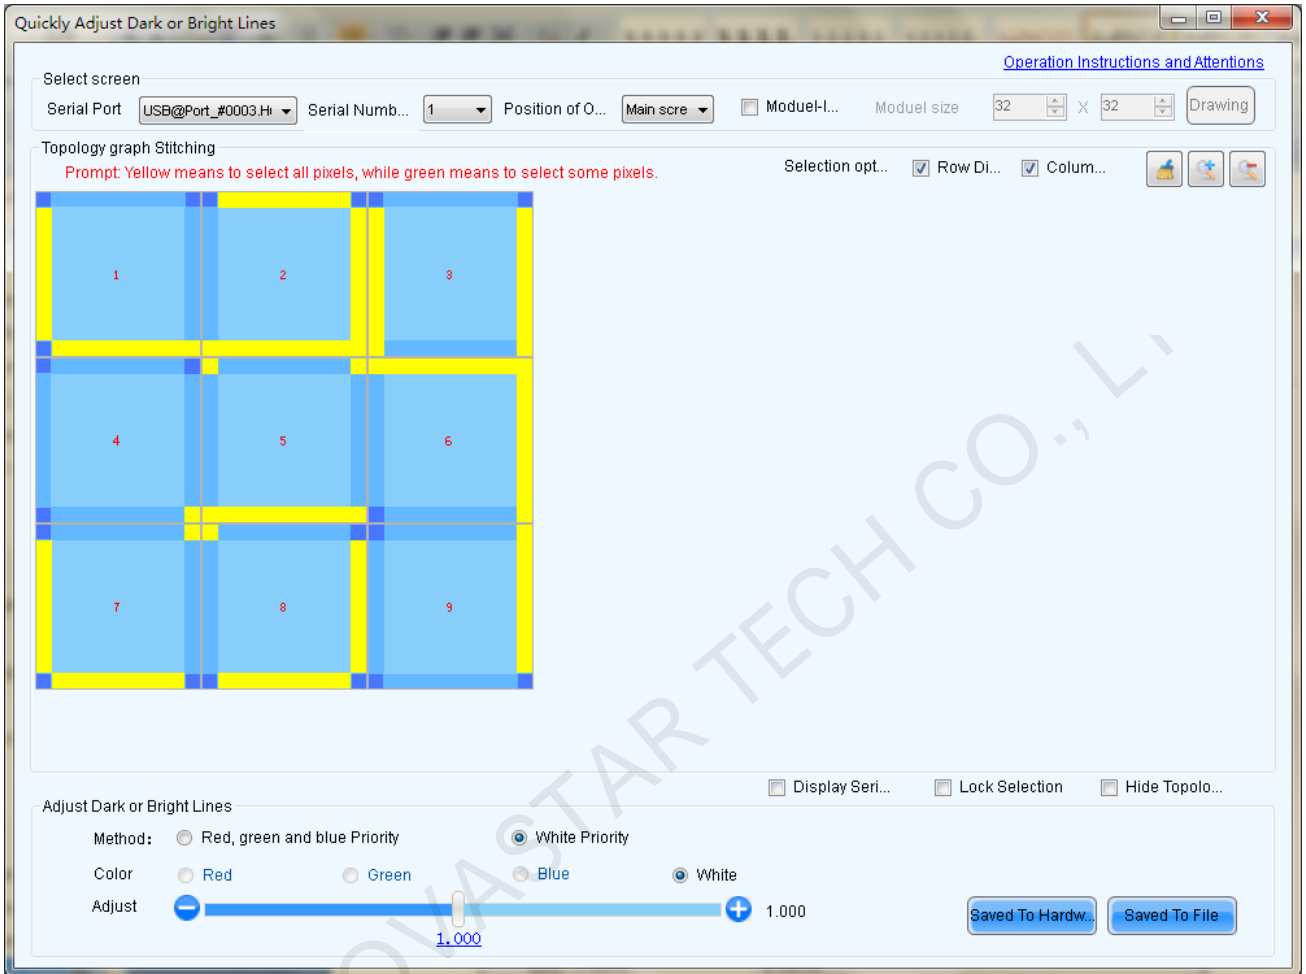 Quickly Adjust Dark or Bright Lines
Operation Instructions and Attentions
Select screen
Serial Port USB@Port_#0003.H Serial Numb... 1 Position of O... Main scre Moduel-I... Moduel size 32 X 32 Drawing
Topology graph Stitching
Prompt: Yellow means to select all pixels, while green means to select some pixels.
Selection opt... Row Di... Colum...
1 2 3
4 5 6
7 8 9
Display Seri... Lock Selection Hide Topolo...
Adjust Dark or Bright Lines
Method: Red, green and blue Priority White Priority
Color Red Green Blue White
Adjust 1.000
1.000
Saved To Hardw... Saved To File
OVASTAR TECH CO., L